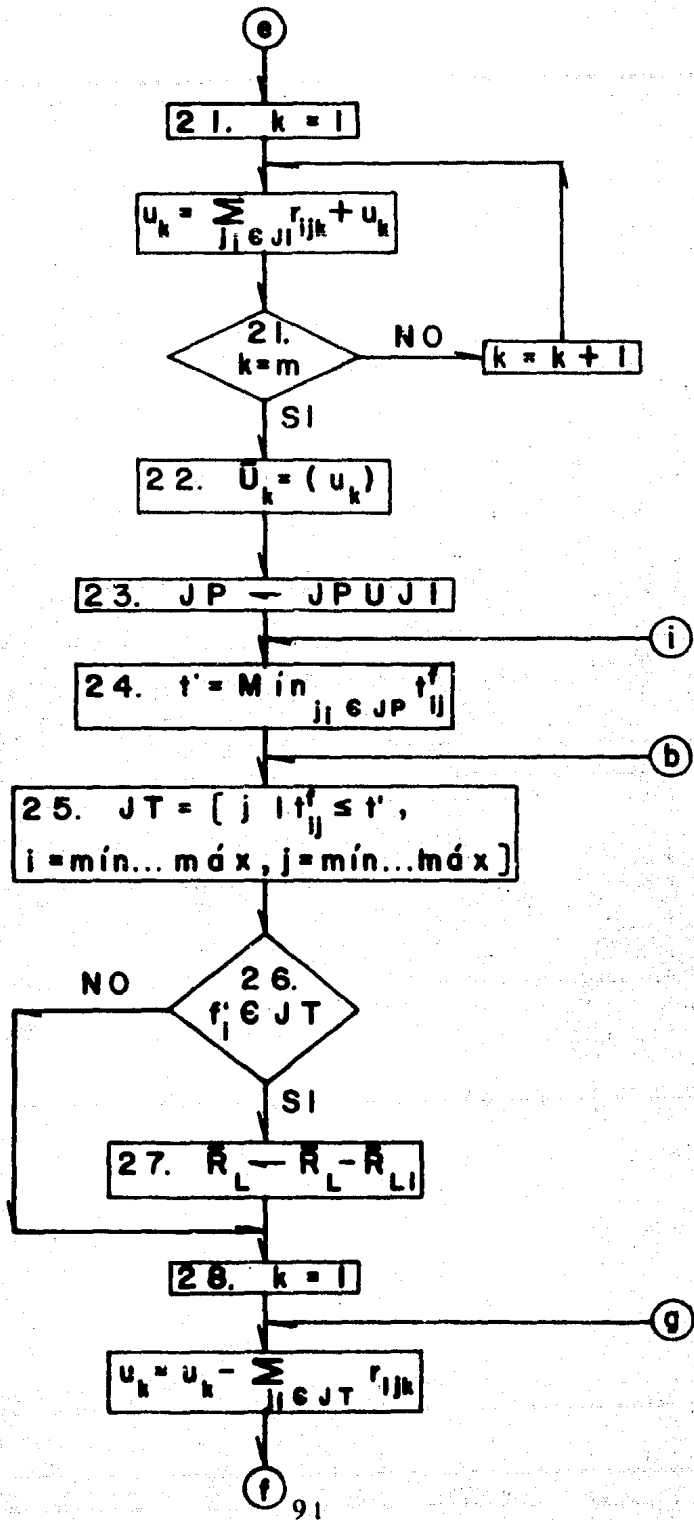 e
21. k = 1
u_k = Σ_{j_i ∈ JI} r_{ijk} + u_k
21.
k = m
NO
k = k + 1
SI
22. Ū_k = ( u_k )
23. JP ← JP U JI
i
24. t' = Mín_{j_i ∈ JP} t^f_{ij}
b
25. JT = [ j | t^f_{ij} ≤ t' ,
i = mín... máx , j = mín... máx ]
NO
26.
f'_i ∈ JT
SI
27. R̿_L ← R̿_L - R̿_{LI}
28. k = 1
g
u_k = u_k - Σ_{j_i ∈ JT} r_{ijk}
f
91